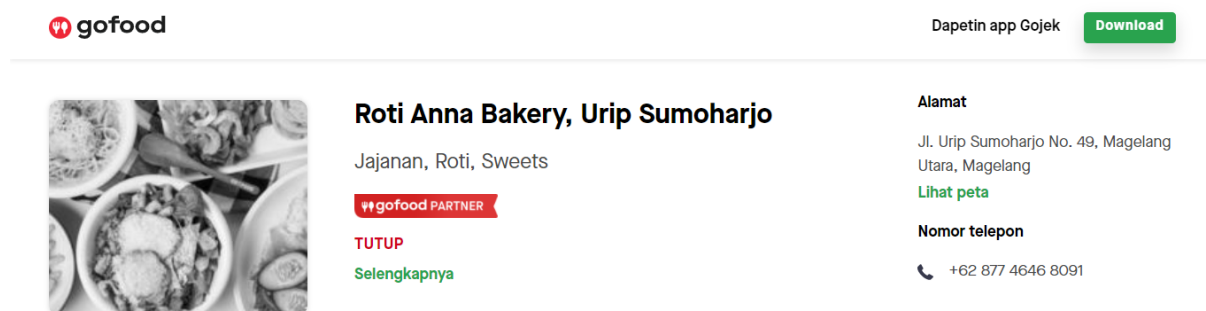 gofood
Dapetin app Gojek
Download
Roti Anna Bakery, Urip Sumoharjo
Jajanan, Roti, Sweets
gofood PARTNER
TUTUP
Selengkapnya
Alamat
Jl. Urip Sumoharjo No. 49, Magelang
Utara, Magelang
Lihat peta
Nomor telepon
+62 877 4646 8091